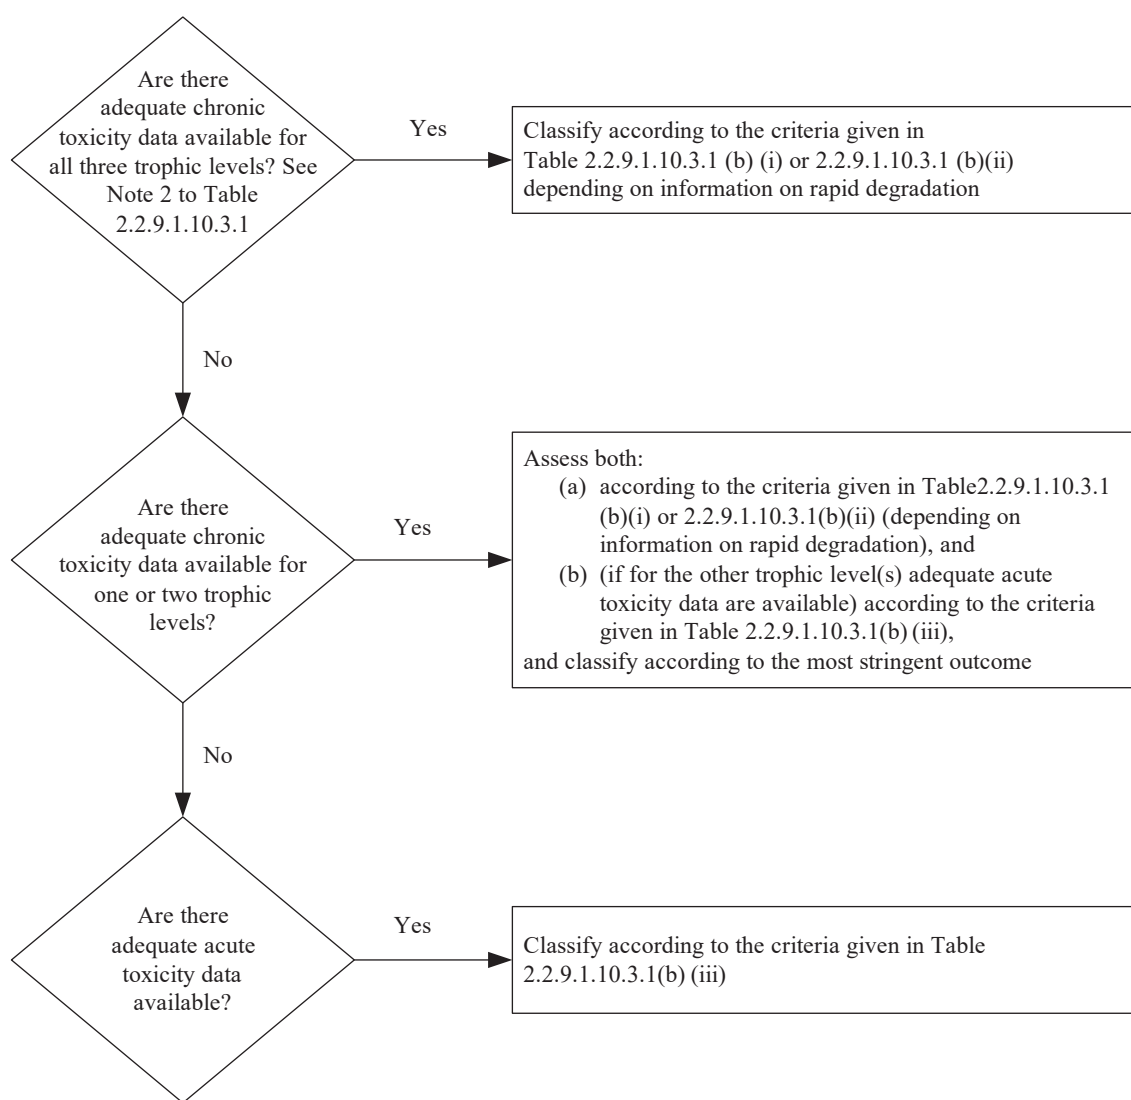 Are there
adequate chronic
toxicity data available for
all three trophic levels? See
Note 2 to Table
2.2.9.1.10.3.1
Yes
Classify according to the criteria given in
Table 2.2.9.1.10.3.1 (b) (i) or 2.2.9.1.10.3.1 (b)(ii)
depending on information on rapid degradation
No
Are there
adequate chronic
toxicity data available for
one or two trophic
levels?
Yes
Assess both:
(a) according to the criteria given in Table2.2.9.1.10.3.1
(b)(i) or 2.2.9.1.10.3.1(b)(ii) (depending on
information on rapid degradation), and
(b) (if for the other trophic level(s) adequate acute
toxicity data are available) according to the criteria
given in Table 2.2.9.1.10.3.1(b) (iii),
and classify according to the most stringent outcome
No
Are there
adequate acute
toxicity data
available?
Yes
Classify according to the criteria given in Table
2.2.9.1.10.3.1(b) (iii)